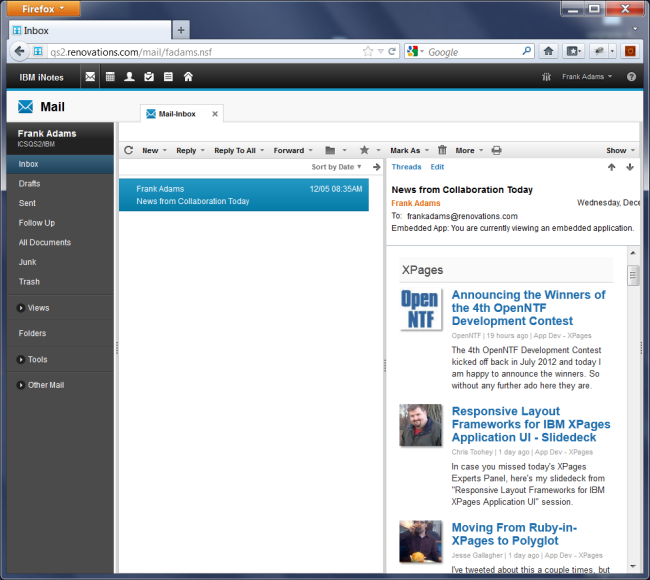 Firefox
Inbox
qs2.renovations.com/mail/fadams.nsf
Google
IBM iNotes
Frank Adams
Mail
Mail-Inbox
Frank Adams
ICSQS2/IBM
Inbox
Drafts
Sent
Follow Up
All Documents
Junk
Trash
Views
Folders
Tools
Other Mail
New
Reply
Reply To All
Forward
Mark As
More
Show
Sort by Date
Frank Adams 12/05 08:35AM
News from Collaboration Today
Threads Edit
News from Collaboration Today
Frank Adams Wednesday, Dece
To: frankadams@renovations.com
Embedded App: You are currently viewing an embedded application.
XPages
Open
NTF
Announcing the Winners of
the 4th OpenNTF
Development Contest
OpenNTF | 19 hours ago | App Dev - XPages
The 4th OpenNTF Development Contest
kicked off back in July 2012 and today I
am happy to announce the winners. So
without any further ado here they are.
Responsive Layout
Frameworks for IBM XPages
Application UI - Slidedeck
Chris Toohey | 1 day ago | App Dev - XPages
In case you missed today's XPages
Experts Panel, here's my slidedeck from
"Responsive Layout Frameworks for IBM
XPages Application UI" session.
Moving From Ruby-in-
XPages to Polyglot
Jesse Gallagher | 1 day ago | App Dev - XPages
I've tweeted about this a couple times, but